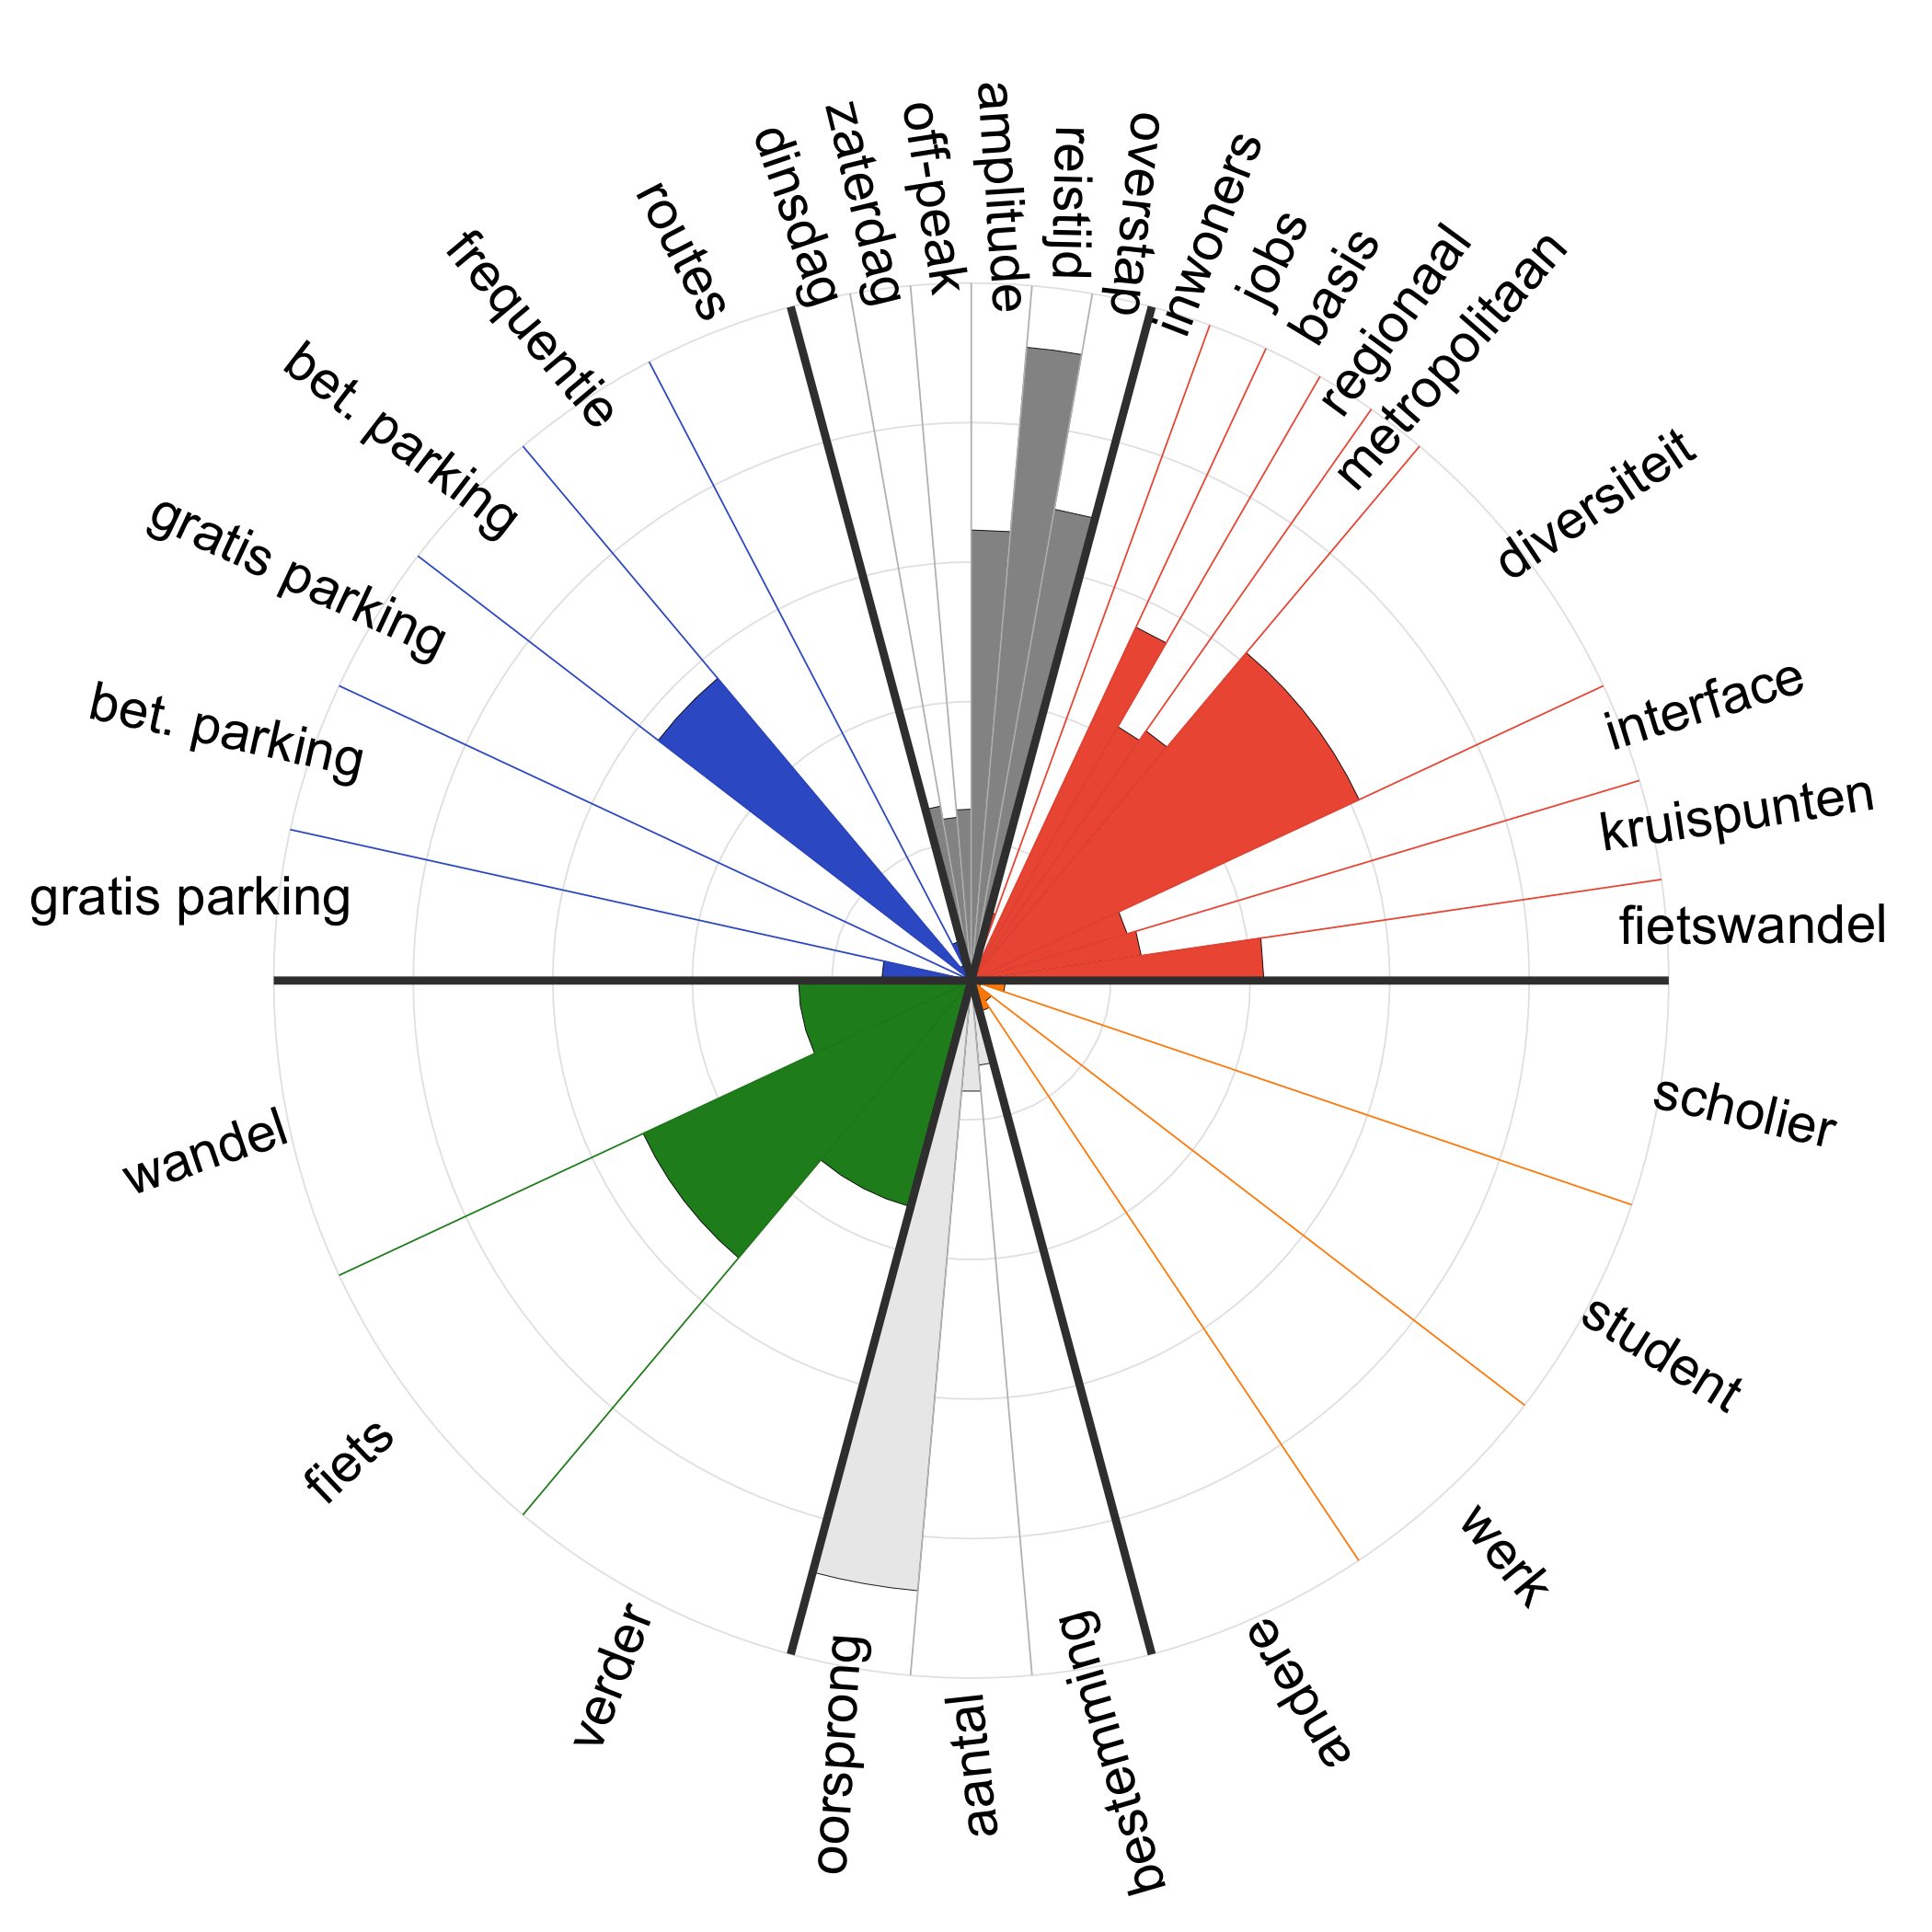 dinsdag
zaterdag
off-peak
amplitude
reistijd
overstap
inwoners
jobs
basis
regionaal
metropolitaan
diversiteit
interface
kruispunten
fietswandel
scholier
student
werk
andere
bestemming
aantal
oorsprong
verder
fiets
wandel
gratis parking
bet. parking
gratis parking
bet. parking
frequentie
routes